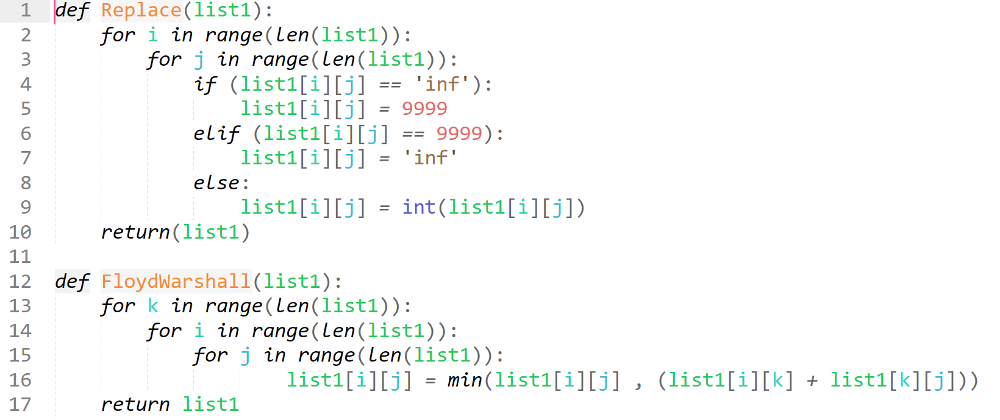 1 def Replace(list1):
2     for i in range(len(list1)):
3         for j in range(len(list1)):
4             if (list1[i][j] == 'inf'):
5                 list1[i][j] = 9999
6             elif (list1[i][j] == 9999):
7                 list1[i][j] = 'inf'
8             else:
9                 list1[i][j] = int(list1[i][j])
10     return(list1)
11
12 def FloydWarshall(list1):
13     for k in range(len(list1)):
14         for i in range(len(list1)):
15             for j in range(len(list1)):
16                     list1[i][j] = min(list1[i][j] , (list1[i][k] + list1[k][j]))
17     return list1